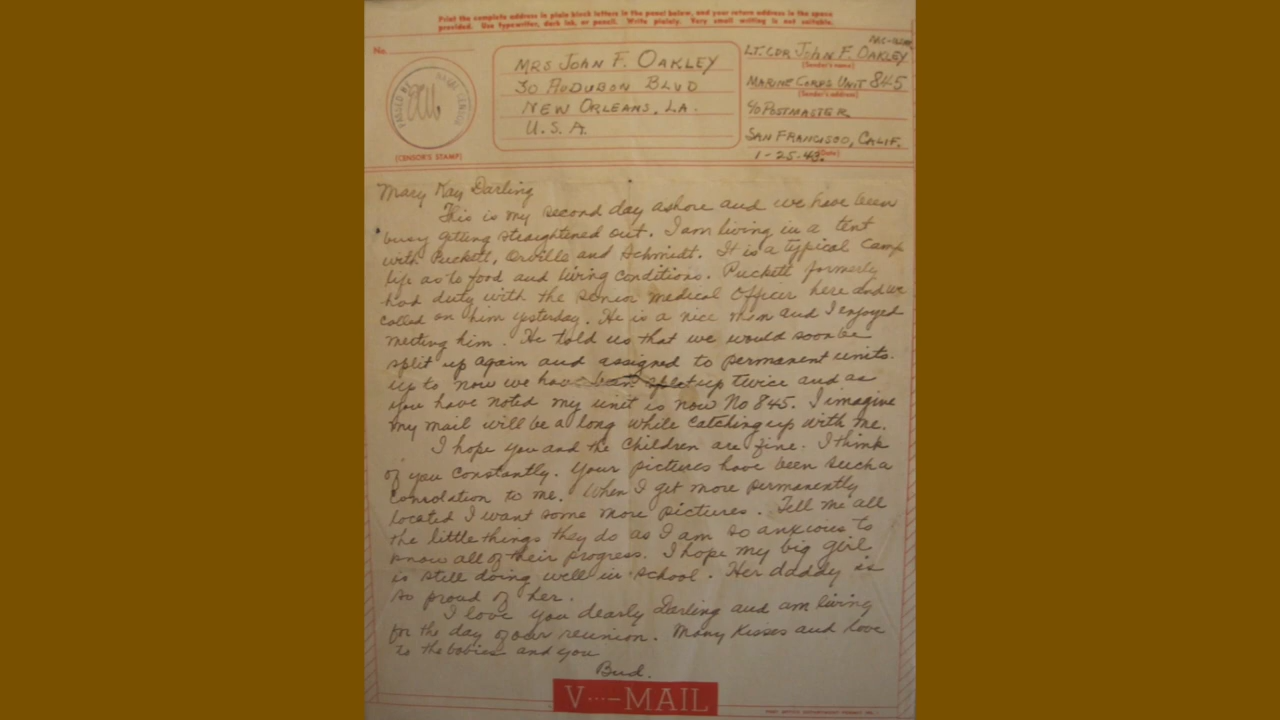 Print the complete address in plain block letters in the panel below, and your return address in the space
provided. Use typewriter, dark ink, or pencil. Write plainly. Very small writing is not suitable.
No.
PASSED BY NAVAL CENSOR
(CENSOR'S STAMP)
MRS JOHN F. OAKLEY
30 AUDUBON BLVD
NEW ORLEANS, LA.
U.S.A.
LT. CDR JOHN F. OAKLEY
(Sender's name)
MARINE CORPS UNIT 845
(Sender's address)
c/o POSTMASTER
SAN FRANCISCO, CALIF.
1-25-43. (Date)
Mary Kay Darling
This is my second day ashore and we have been
busy getting straightened out. I am living in a tent
with Puckett, Orville and Schmidt. It is a typical camp
life as to food and living conditions. Puckett formerly
had duty with the senior medical officer here and we
called on him yesterday. He is a nice man and I enjoyed
meeting him. He told us that we would soon be
split up again and assigned to permanent units.
up to now we have been split up twice and as
you have noted my unit is now No 845. I imagine
my mail will be a long while catching up with me.
I hope you and the children are fine. I think
of you constantly. Your pictures have been such a
consolation to me. When I get more permanently
located I want some more pictures. Tell me all
the little things they do as I am so anxious to
know all of their progress. I hope my big girl
is still doing well in school. Her daddy is
so proud of her.
I love you dearly Darling and am living
for the day of our reunion. Many kisses and love
to the babies and you
Bud.
V···—MAIL